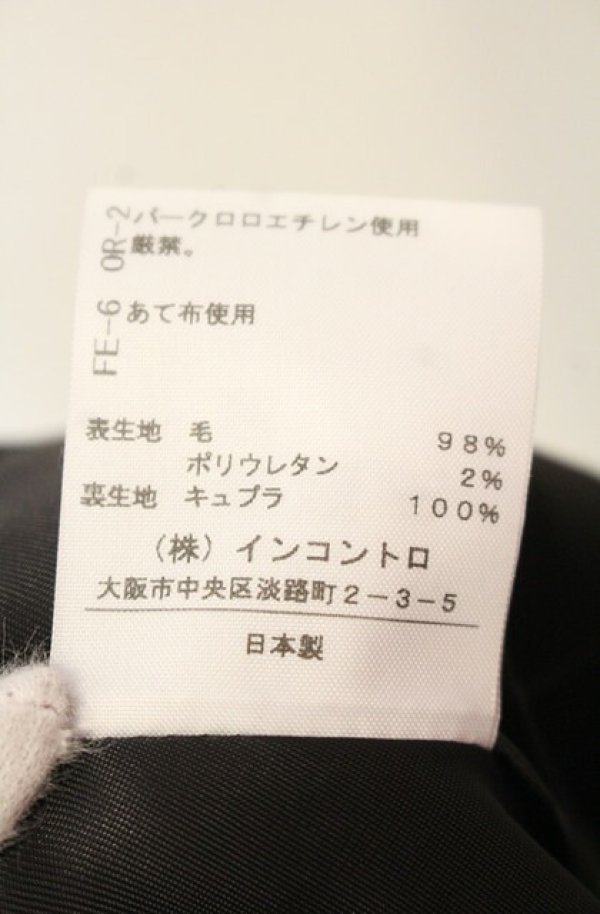 OR-2
パークロロエチレン使用
厳禁。
FE-6
あて布使用
表生地 毛 98%
ポリウレタン 2%
裏生地 キュプラ 100%
(株)インコントロ
大阪市中央区淡路町2-3-5
日本製